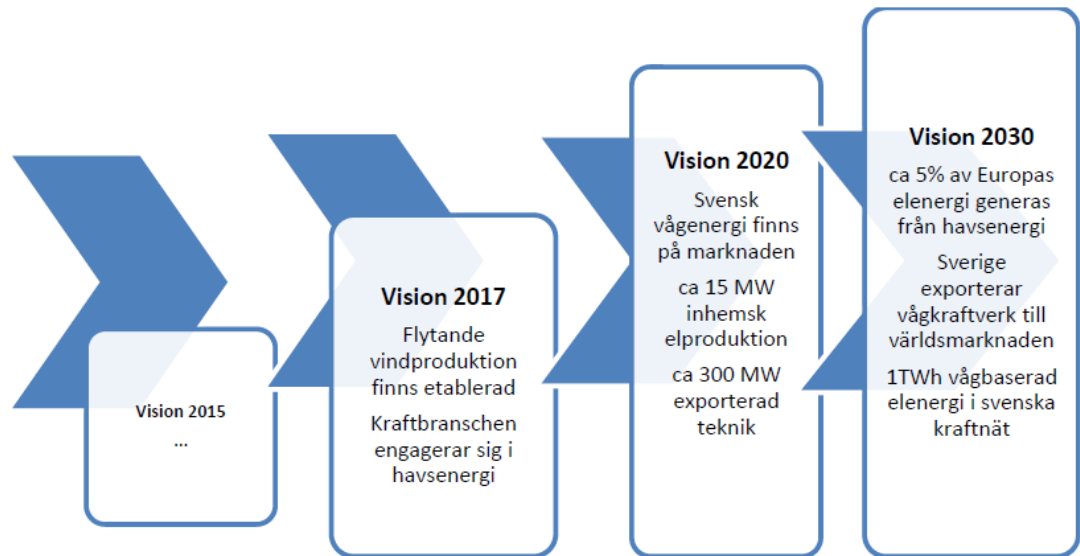 Vision 2015
...
Vision 2017
Flytande
vindproduktion
finns etablerad
Kraftbranschen
engagerar sig i
havsenergi
Vision 2020
Svensk
vågenergi finns
på marknaden
ca 15 MW
inhemsk
elproduktion
ca 300 MW
exporterad
teknik
Vision 2030
ca 5% av Europas
elenergi generas
från havsenergi
Sverige
exporterar
vågkraftverk till
världsmarknaden
1TWh vågbaserad
elenergi i svenska
kraftnät